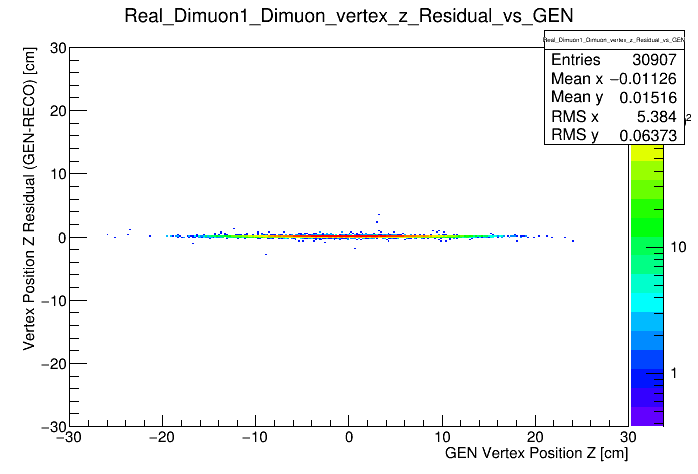 Real_Dimuon1_Dimuon_vertex_z_Residual_vs_GEN
Real_Dimuon1_Dimuon_vertex_z_Residual_vs_GEN
Entries 30907
Mean x −0.01126
Mean y 0.01516
RMS x 5.384
RMS y 0.06373
2
Vertex Position Z Residual (GEN-RECO) [cm]
30
20
10
0
−10
−20
−30
10
1
−30 −20 −10 0 10 20 30
GEN Vertex Position Z [cm]